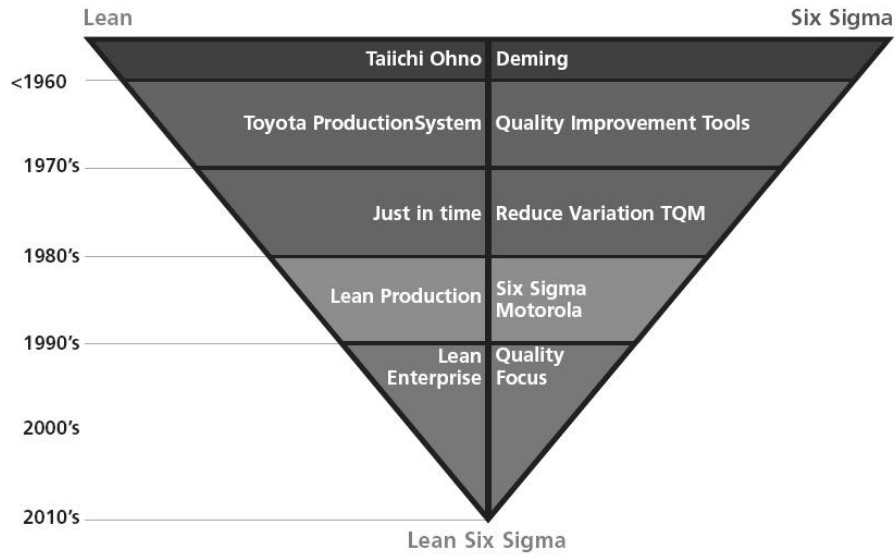 Lean
Six Sigma
Taiichi Ohno
Deming
<1960
Toyota ProductionSystem
Quality Improvement Tools
1970's
Just in time
Reduce Variation TQM
1980's
Lean Production
Six Sigma
Motorola
1990's
Lean
Enterprise
Quality
Focus
2000's
2010's
Lean Six Sigma